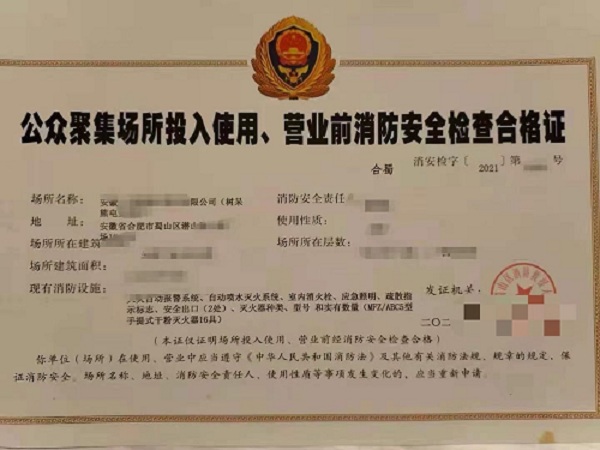 公众聚集场所投入使用、营业前消防安全检查合格证
合蜀 消安检字〔 2021 〕第 号
场所名称: 安徽 有限公司（树呆
熊电
消防安全责任
地 址: 安徽省合肥市蜀山区潜山
场
使用性质:
场所所在建筑
场所所在层数:
场所建筑面积:
现有消防设施: 火灾自动报警系统、自动喷水灭火系统、室内消火栓、应急照明、疏散指
示标志、安全出口（2处）、灭火器种类、型号 和实有数量（MFZ/ABC5型
手提式干粉灭火器16具）
发证机关:
二〇二
（本证仅证明场所投入使用、营业前经消防安全检查合格）
你单位（场所）在使用、营业中应当遵守《中华人民共和国消防法》及其他有关消防法规、规章的规定，保
证消防安全。场所名称、地址、消防安全责任人、使用性质等事项发生变化的，应当重新申请。